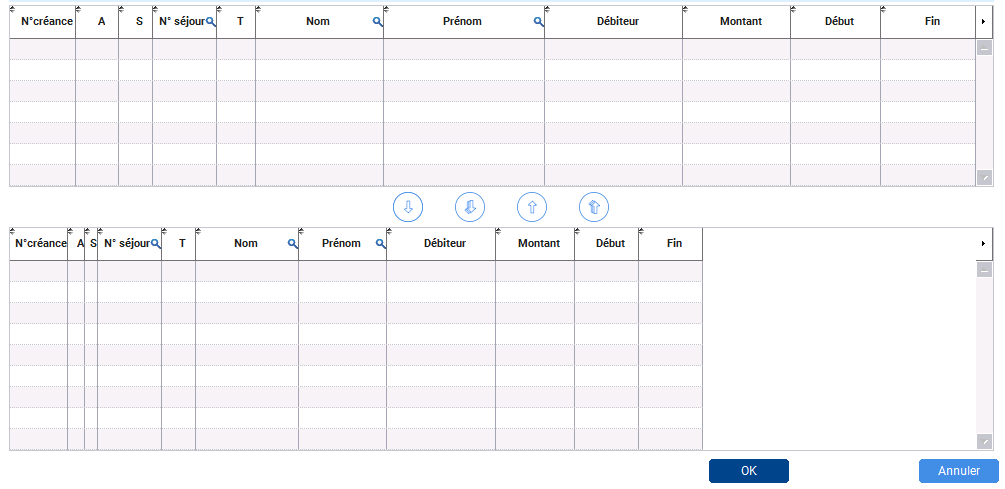 N°créance A S N° séjour T Nom Prénom Débiteur Montant Début Fin
N°créance A S N° séjour T Nom Prénom Débiteur Montant Début Fin
OK Annuler